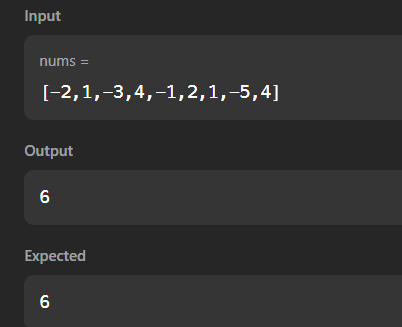 Input
nums =
[-2,1,-3,4,-1,2,1,-5,4]
Output
6
Expected
6